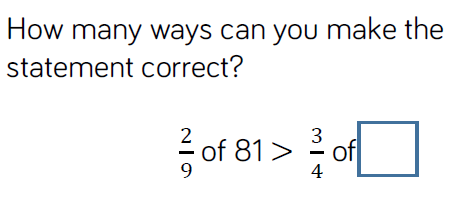 How many ways can you make the
statement correct?
2/9 of 81 > 3/4 of